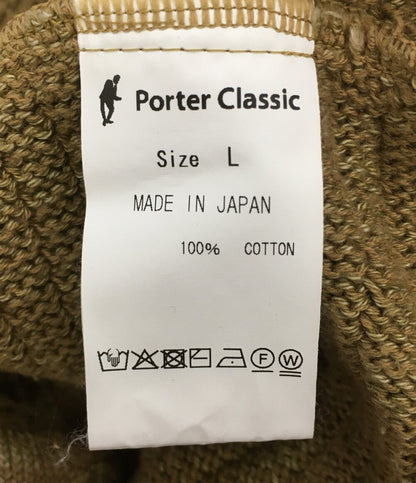 Porter Classic
Size L
MADE IN JAPAN
100% COTTON
F W